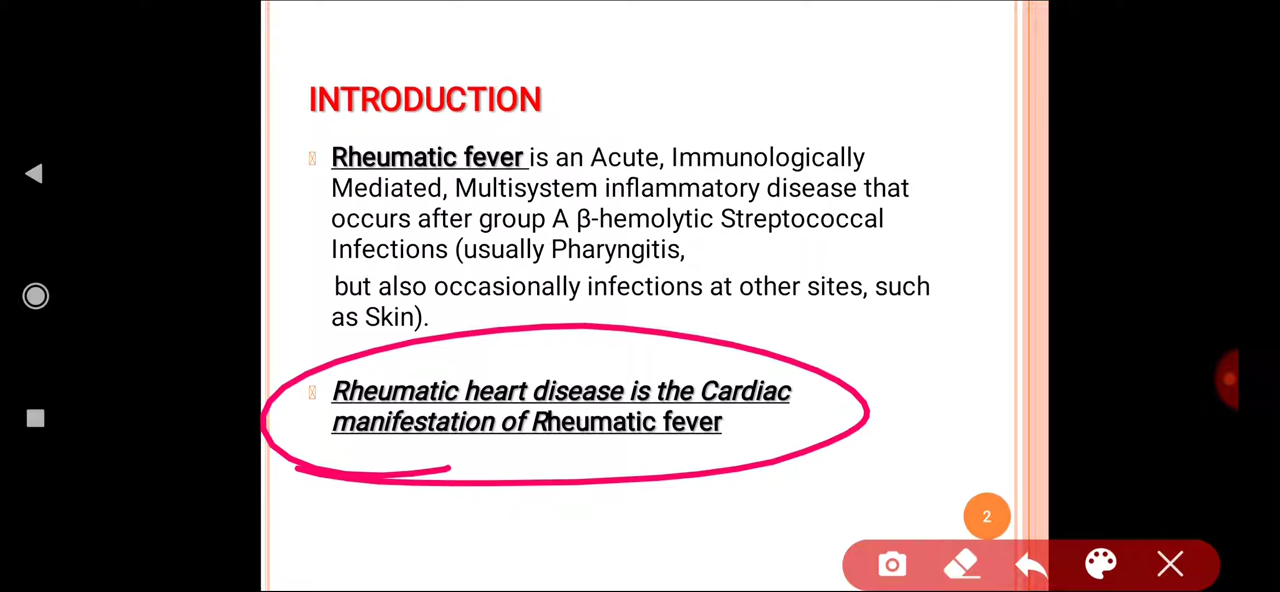 INTRODUCTION
Rheumatic fever is an Acute, Immunologically
Mediated, Multisystem inflammatory disease that
occurs after group A β-hemolytic Streptococcal
Infections (usually Pharyngitis,
but also occasionally infections at other sites, such
as Skin).
Rheumatic heart disease is the Cardiac
manifestation of Rheumatic fever
2